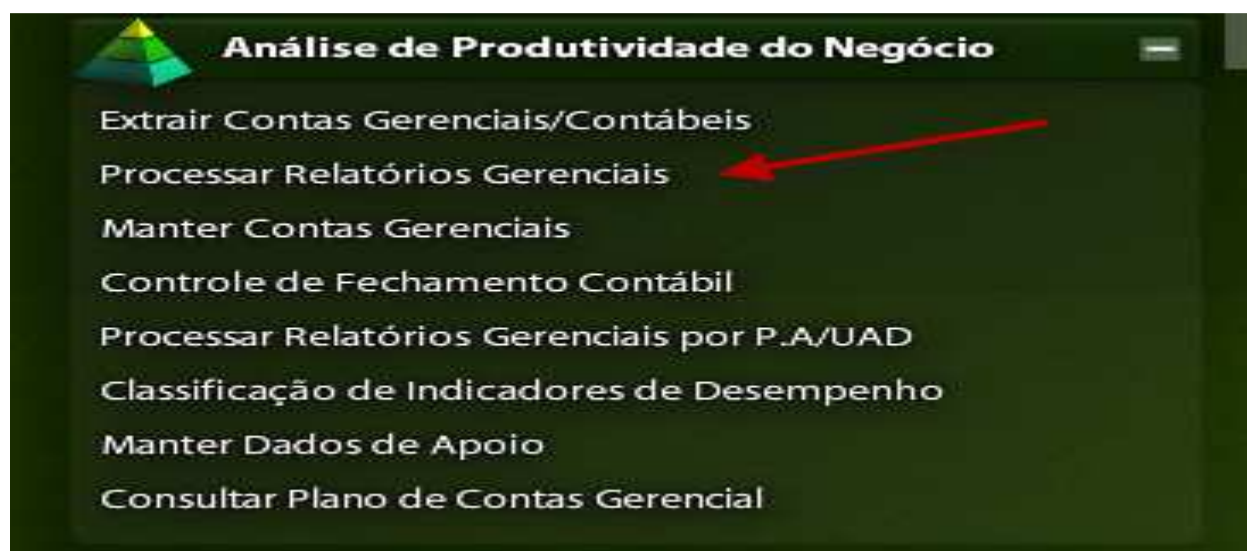 Análise de Produtividade do Negócio
Extrair Contas Gerenciais/Contábeis
Processar Relatórios Gerenciais
Manter Contas Gerenciais
Controle de Fechamento Contábil
Processar Relatórios Gerenciais por P.A/UAD
Classificação de Indicadores de Desempenho
Manter Dados de Apoio
Consultar Plano de Contas Gerencial